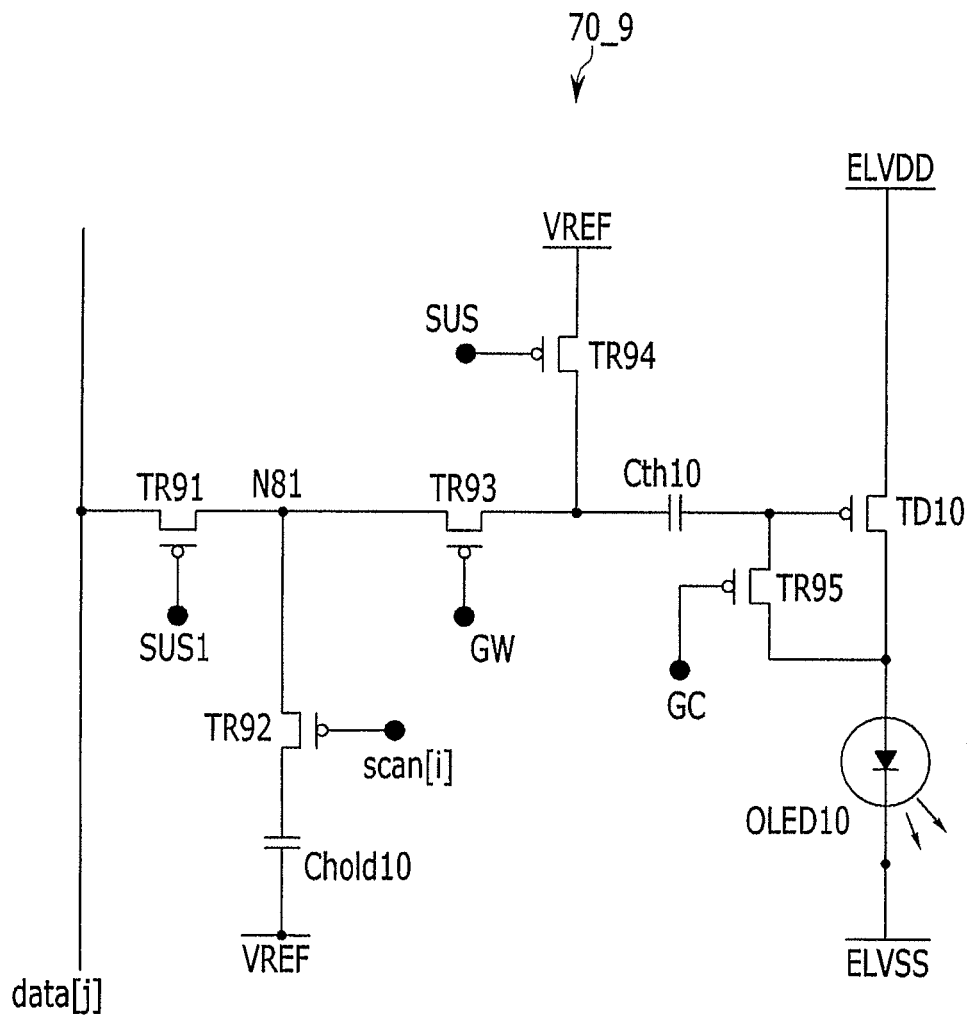 70_9
ELVDD
VREF
SUS
TR94
Cth10
TR91
N81
TR93
TD10
TR95
SUS1
GW
GC
TR92
scan[i]
OLED10
Chold10
VREF
ELVSS
data[j]